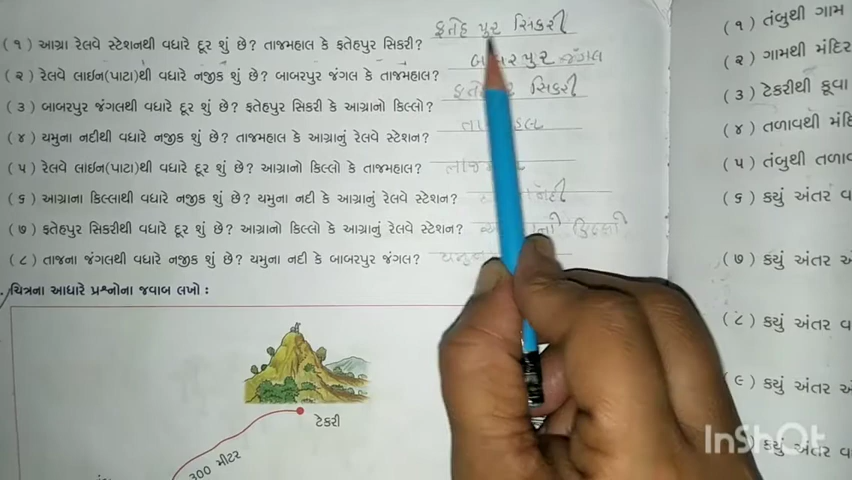 (૧) આગ્રા રેલવે સ્ટેશનથી વધારે દૂર શું છે? તાજમહાલ કે ફતેહપુર સિકરી? ફતેહ પુર સિકરી
(૨) રેલવે લાઈન(પાટા)થી વધારે નજીક શું છે? બાબરપુર જંગલ કે તાજમહાલ? બાબરપુર જંગલ
(૩) બાબરપુર જંગલથી વધારે દૂર શું છે? ફતેહપુર સિકરી કે આગ્રાનો કિલ્લો? સિકરી
(૪) યમુના નદીથી વધારે નજીક શું છે? તાજમહાલ કે આગ્રાનું રેલવે સ્ટેશન?
(૫) રેલવે લાઈન(પાટા)થી વધારે દૂર શું છે? આગ્રાનો કિલ્લો કે તાજમહાલ?
(૬) આગ્રાના કિલ્લાથી વધારે નજીક શું છે? યમુના નદી કે આગ્રાનું રેલવે સ્ટેશન?
(૭) ફતેહપુર સિકરીથી વધારે દૂર શું છે? આગ્રાનો કિલ્લો કે આગ્રાનું રેલવે સ્ટેશન?
(૮) તાજના જંગલથી વધારે નજીક શું છે? યમુના નદી કે બાબરપુર જંગલ?
ચિત્રના આધારે પ્રશ્નોના જવાબ લખો :
ટેકરી
300 મીટર
(૧) તંબુથી ગામ
(૨) ગામથી મંદિર
(૩) ટેકરીથી કૂવા
(૪) તળાવથી
(૫) તંબુથી
(૬) કયું અંતર વ
(૭) કયું અંતર
(૮) કયું અંતર વ
(૯) કયું અંતર
કયું અંતર વ
InShOt